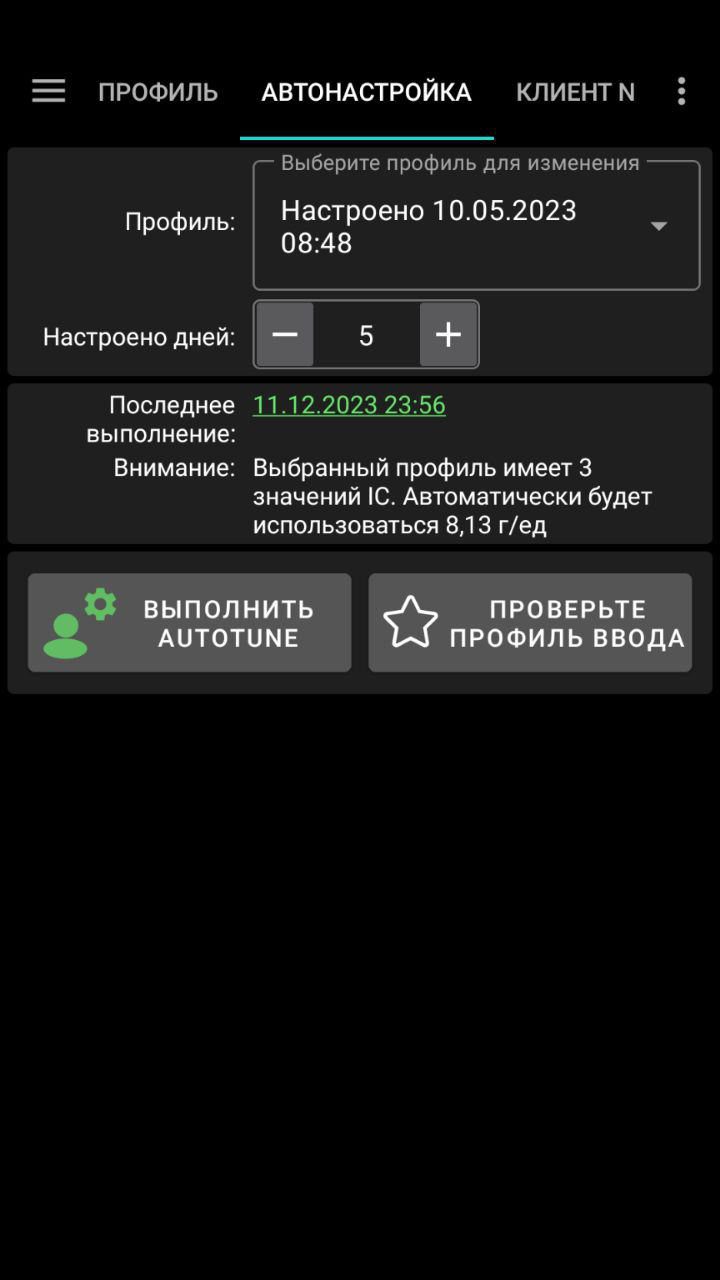 ПРОФИЛЬ АВТОНАСТРОЙКА КЛИЕНТ N
Выберите профиль для изменения
Профиль: Настроено 10.05.2023
08:48
Настроено дней: 5
Последнее выполнение: 11.12.2023 23:56
Внимание: Выбранный профиль имеет 3
значений IC. Автоматически будет
использоваться 8,13 г/ед
ВЫПОЛНИТЬ
AUTOTUNE
ПРОВЕРЬТЕ
ПРОФИЛЬ ВВОДА